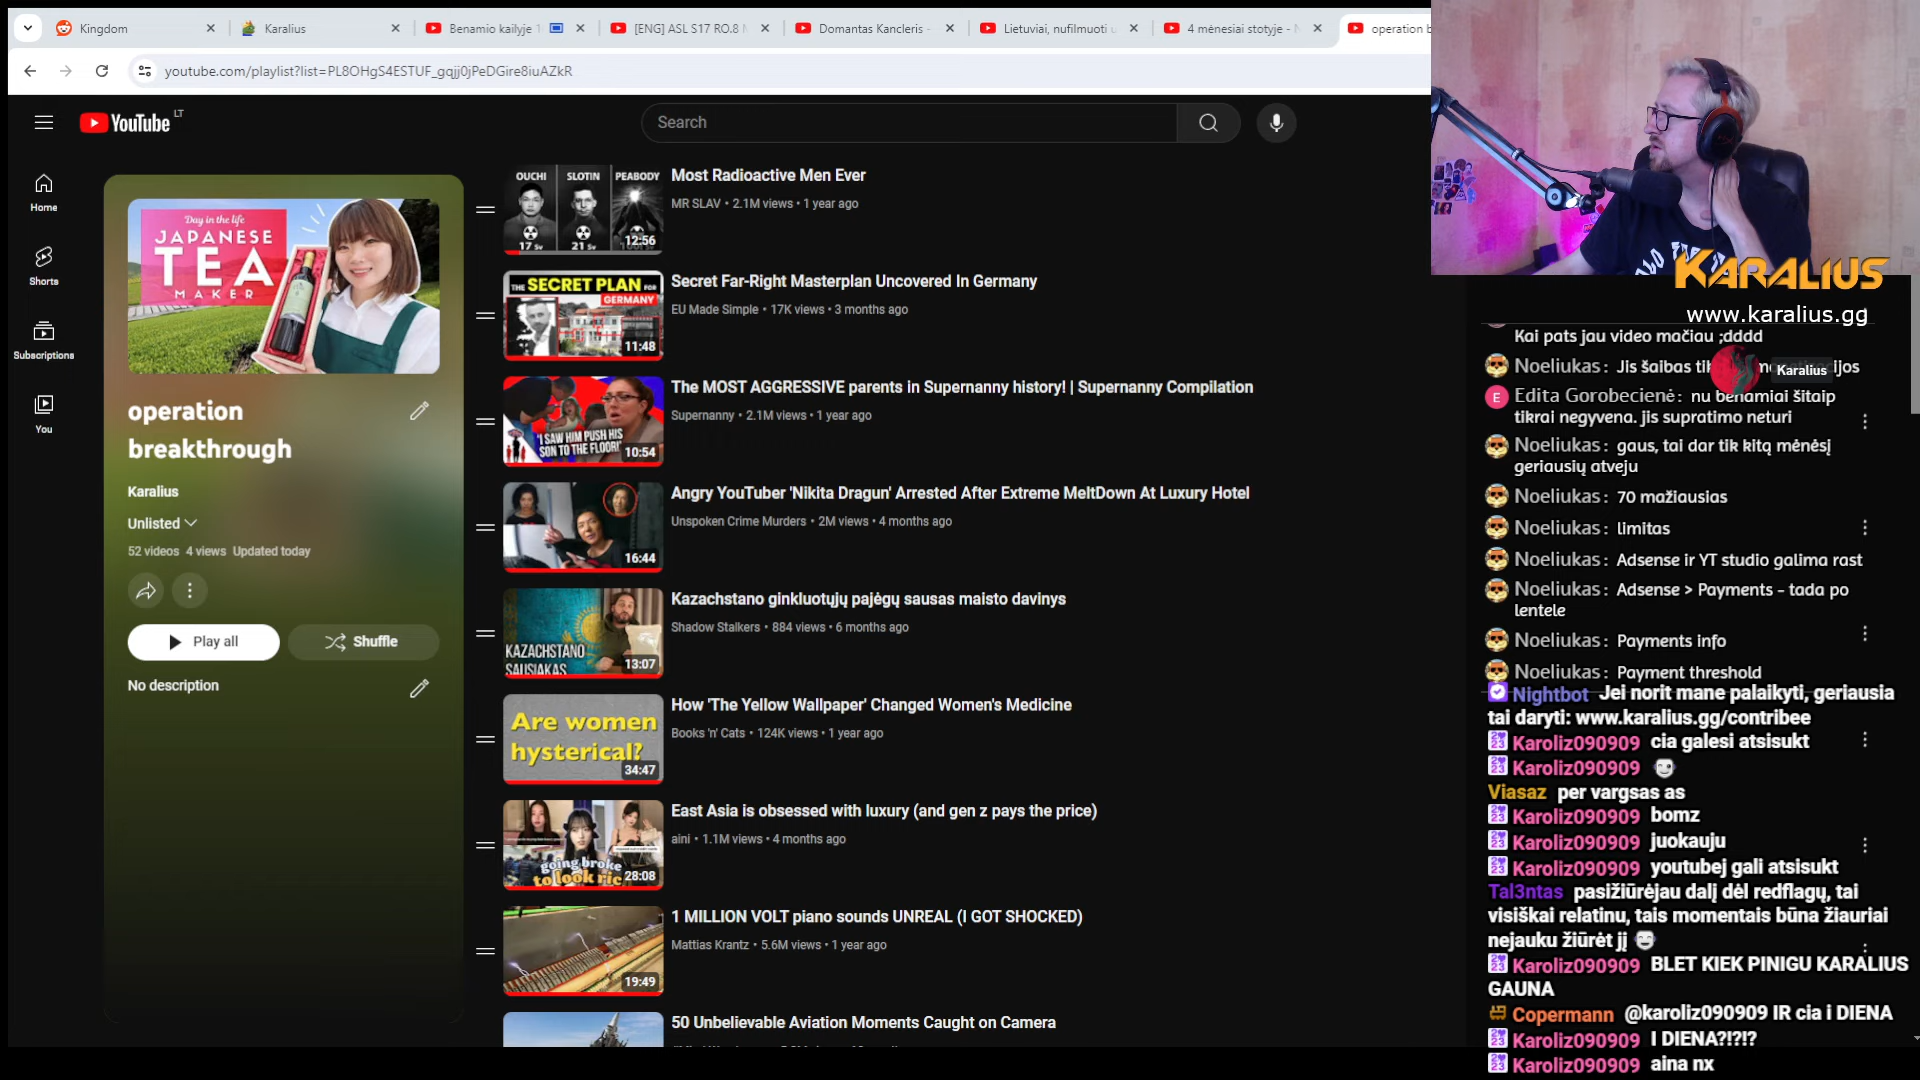 Kingdom
Karalius
Benamio kailyje 1
[ENG] ASL S17 RO.8
Domantas Kancleris -
Lietuviai, nufilmuoti
4 mėnesiai stotyje -
operation b
youtube.com/playlist?list=PL8OHgS4ESTUF_gqjj0jPeDGire8iuAZkR
YouTube LT
Search
Home
Shorts
Subscriptions
You
Day in the life
JAPANESE
TEA
MAKER
operation
breakthrough
Karalius
Unlisted
52 videos 4 views Updated today
Play all
Shuffle
No description
OUCHI SLOTIN PEABODY
17 Sv 21 Sv
12:56
Most Radioactive Men Ever
MR SLAV • 2.1M views • 1 year ago
THE SECRET PLAN FOR
GERMANY
11:48
Secret Far-Right Masterplan Uncovered In Germany
EU Made Simple • 17K views • 3 months ago
'I SAW HIM PUSH HIS
SON TO THE FLOOR!'
10:54
The MOST AGGRESSIVE parents in Supernanny history! | Supernanny Compilation
Supernanny • 2.1M views • 1 year ago
16:44
Angry YouTuber 'Nikita Dragun' Arrested After Extreme MeltDown At Luxury Hotel
Unspoken Crime Murders • 2M views • 4 months ago
KAZACHSTANO
SAUSIAKAS
13:07
Kazachstano ginkluotųjų pajėgų sausas maisto davinys
Shadow Stalkers • 884 views • 6 months ago
Are women
hysterical?
34:47
How 'The Yellow Wallpaper' Changed Women's Medicine
Books 'n' Cats • 124K views • 1 year ago
going broke
to look ric
28:08
East Asia is obsessed with luxury (and gen z pays the price)
aini • 1.1M views • 4 months ago
19:49
1 MILLION VOLT piano sounds UNREAL (I GOT SHOCKED)
Mattias Krantz • 5.6M views • 1 year ago
50 Unbelievable Aviation Moments Caught on Camera
KARALIUS
www.karalius.gg
Kai pats jau video mačiau ;dddd
Noeliukas: JIs šaibas
Karalius
Edita Gorobecienė: nu benamiai šitaip
tikrai negyvena. jis supratimo neturi
Noeliukas: gaus, tai dar tik kitą mėnėsį
geriausių atveju
Noeliukas: 70 mažiausias
Noeliukas: limitas
Noeliukas: Adsense ir YT studio galima rast
Noeliukas: Adsense > Payments - tada po
lentele
Noeliukas: Payments info
Noeliukas: Payment threshold
Nightbot Jei norit mane palaikyti, geriausia
tai daryti: www.karalius.gg/contribee
Karoliz090909 cia galesi atsisukt
Karoliz090909
Viasaz per vargsas as
Karoliz090909 bomz
Karoliz090909 juokauju
Karoliz090909 youtubej gali atsisukt
Tal3ntas pasižiūrėjau dalį dėl redflagų, tai
visiškai relatinu, tais momentais būna žiauriai
nejauku žiūrėt jį
Karoliz090909 BLET KIEK PINIGU KARALIUS
GAUNA
Copermann @karoliz090909 IR cia i DIENA
Karoliz090909 I DIENA?!?!?
Karoliz090909 aina nx